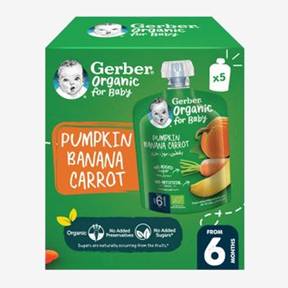 Gerber®
Organic
for Baby
x5
PUMPKIN
BANANA
CARROT
Gerber
Organic
for Baby
PUMPKIN
BANANA CARROT
6
Organic
No Added
Preservatives
No Added
Sugars*
Sugars are naturally occurring from the fruits*
FROM
6
MONTHS